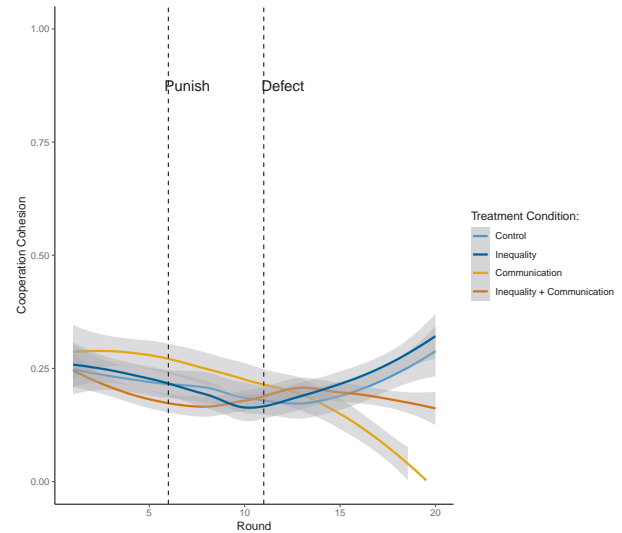 1.00
Punish
Defect
0.75
Cooperation Cohesion
0.50
0.25
0.00
5
10
15
20
Round
Treatment Condition:
Control
Inequality
Communication
Inequality + Communication